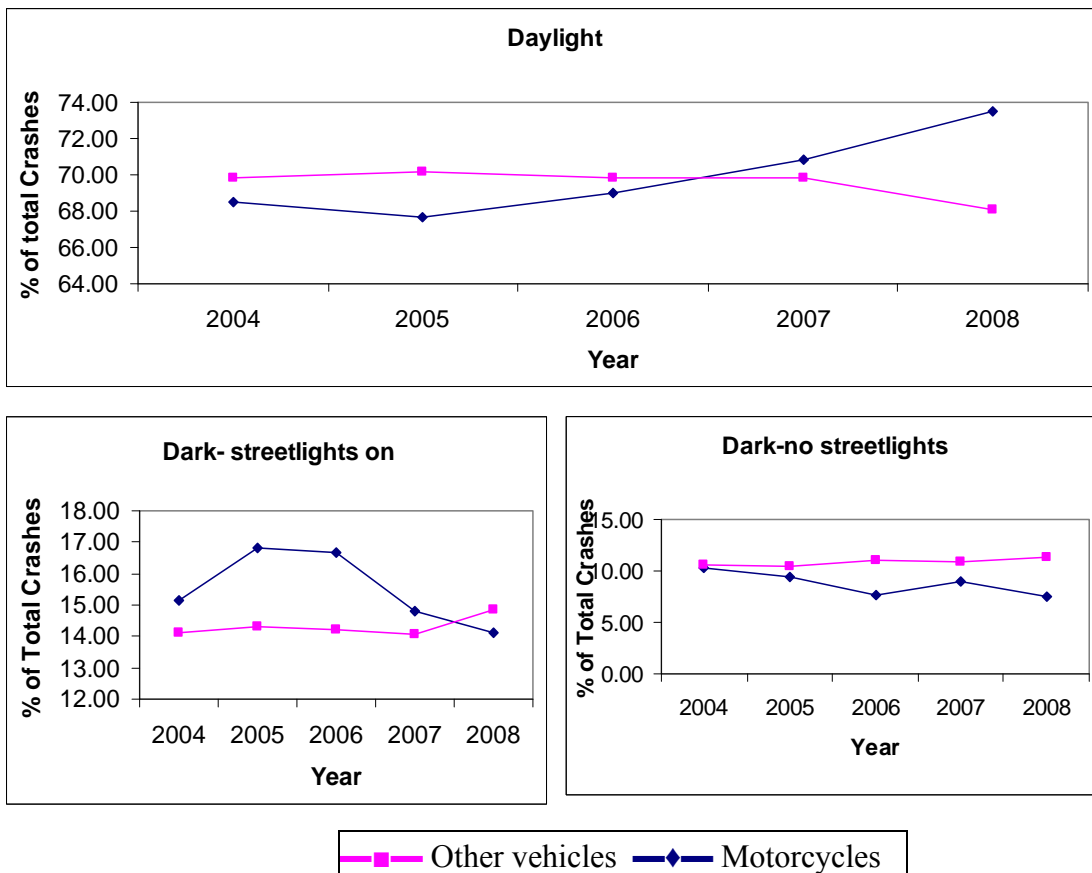 Daylight
% of total Crashes
74.00
72.00
70.00
68.00
66.00
64.00
2004 2005 2006 2007 2008
Year
Dark- streetlights on
% of Total Crashes
18.00
17.00
16.00
15.00
14.00
13.00
12.00
2004 2005 2006 2007 2008
Year
Dark-no streetlights
% of Total Crashes
15.00
10.00
5.00
0.00
2004 2005 2006 2007 2008
Year
Other vehicles Motorcycles